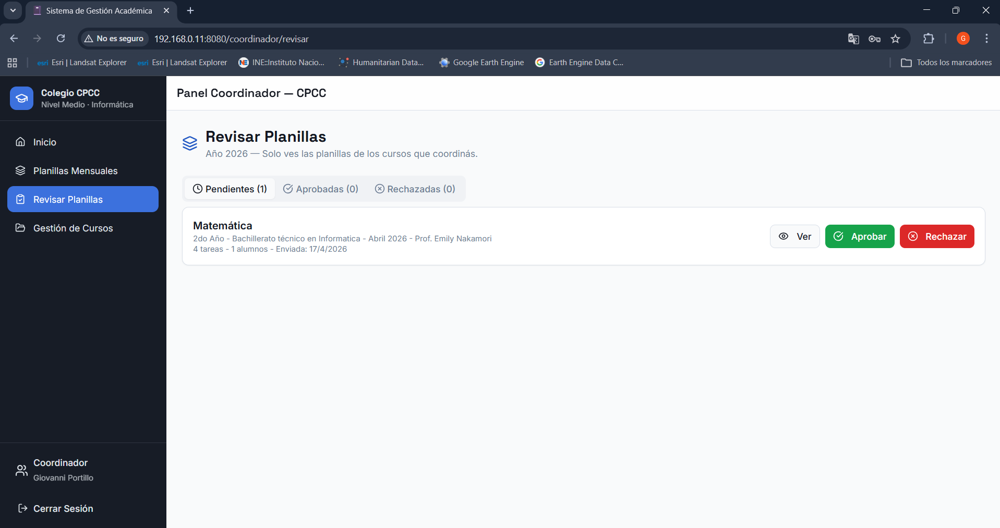 Sistema de Gestión Académica
No es seguro
192.168.0.11:8080/coordinador/revisar
G
esri Esri | Landsat Explorer
esri Esri | Landsat Explorer
NE INE::Instituto Nacio...
Humanitarian Data...
Google Earth Engine
G Earth Engine Data C...
Todos los marcadores
Colegio CPCC
Nivel Medio · Informática
Inicio
Planillas Mensuales
Revisar Planillas
Gestión de Cursos
Coordinador
Giovanni Portillo
Cerrar Sesión
Panel Coordinador — CPCC
Revisar Planillas
Año 2026 — Solo ves las planillas de los cursos que coordinás.
Pendientes (1)
Aprobadas (0)
Rechazadas (0)
Matemática
2do Año - Bachillerato técnico en Informatica - Abril 2026 - Prof. Emily Nakamori
4 tareas - 1 alumnos - Enviada: 17/4/2026
Ver
Aprobar
Rechazar